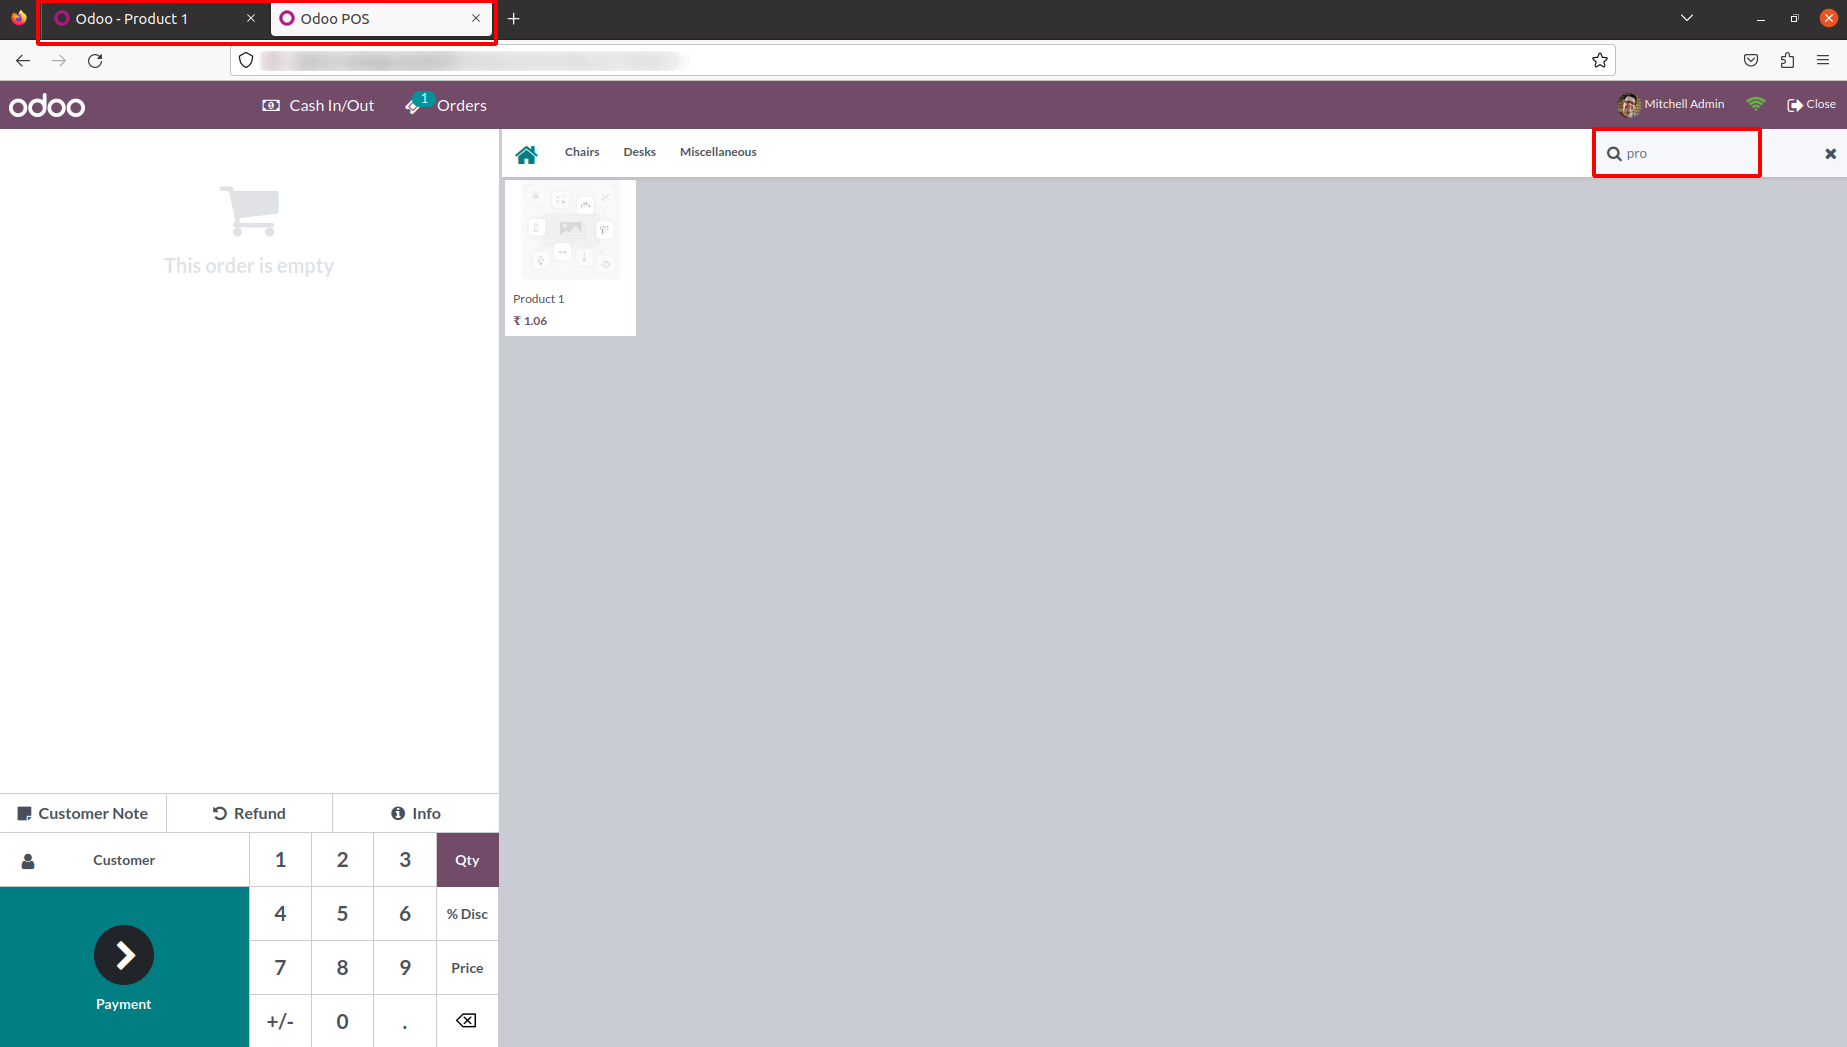 Odoo - Product 1
Odoo POS
odoo
Cash In/Out
1
Orders
Mitchell Admin
Close
Chairs
Desks
Miscellaneous
pro
This order is empty
Product 1
₹ 1.06
Customer Note
Refund
Info
Customer
1
2
3
Qty
4
5
6
% Disc
7
8
9
Price
Payment
+/-
0
.